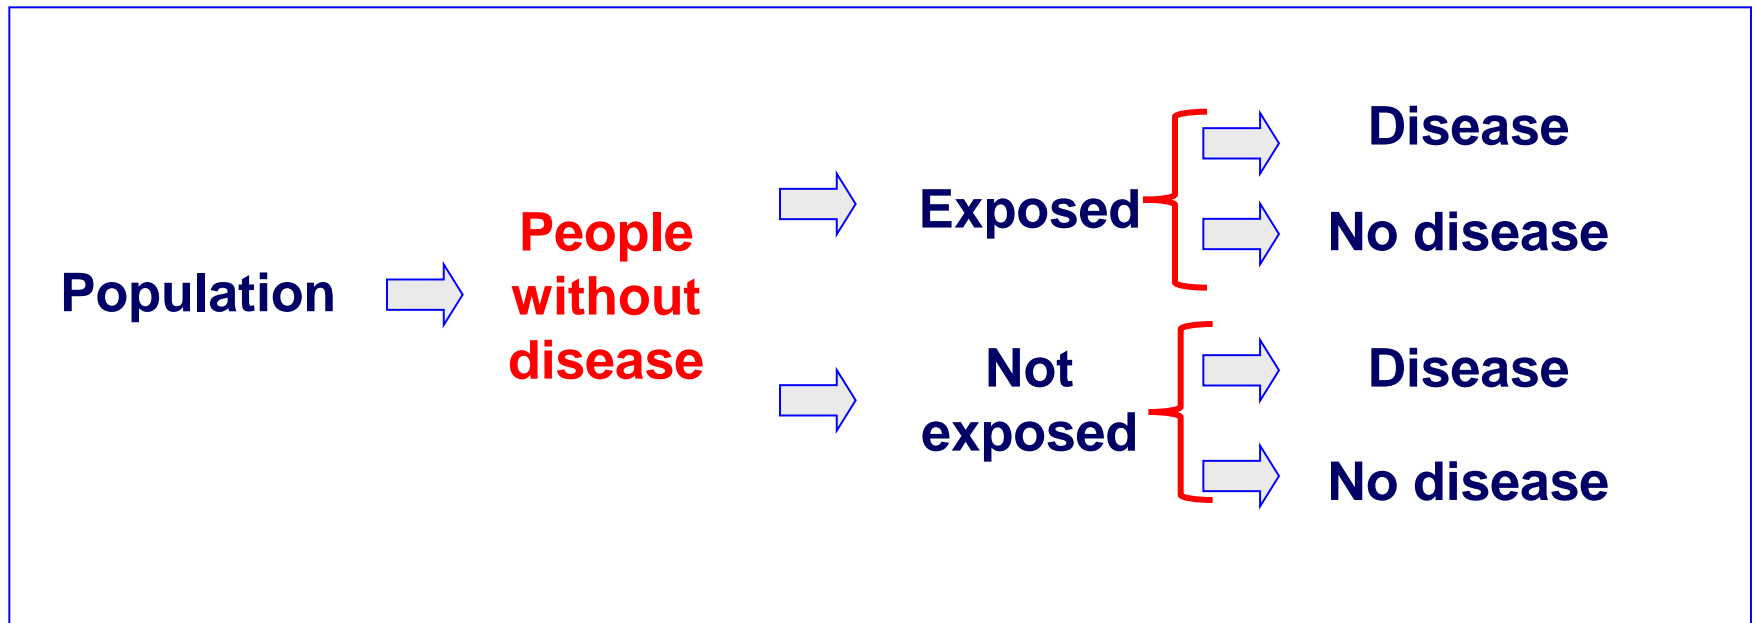 Population
People
without
disease
Exposed
Disease
No disease
Not
exposed
Disease
No disease